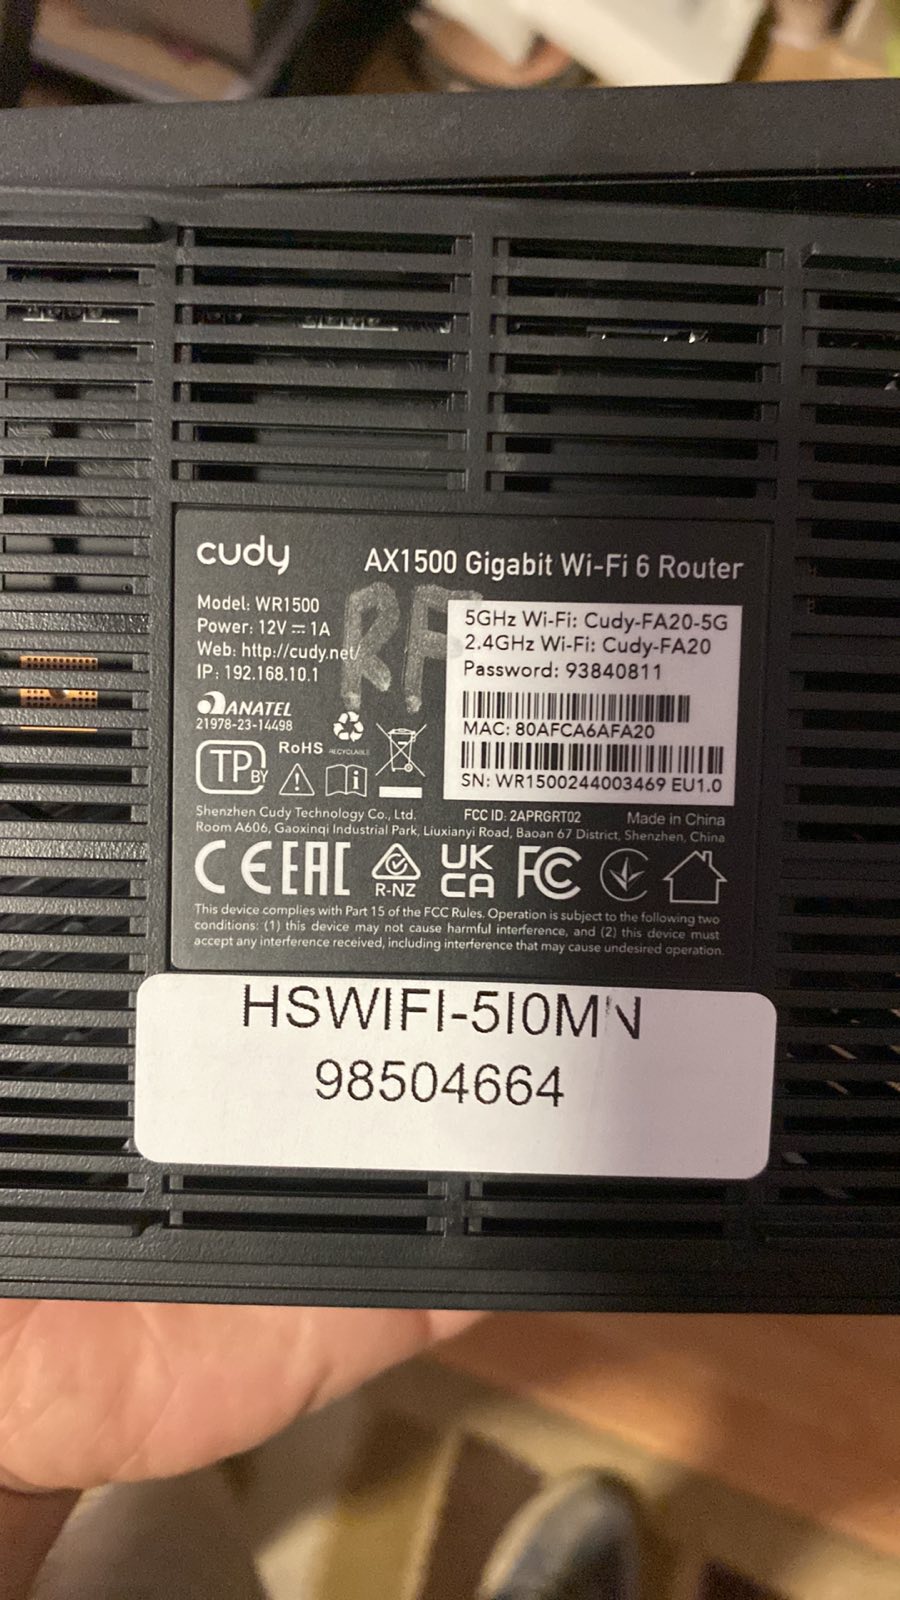 cudy
AX1500 Gigabit Wi-Fi 6 Router
Model: WR1500
Power: 12V ⎓ 1A
Web: http://cudy.net/
IP: 192.168.10.1
RF
5GHz Wi-Fi: Cudy-FA20-5G
2.4GHz Wi-Fi: Cudy-FA20
Password: 93840811
MAC: 80AFCA6AFA20
SN: WR1500244003469 EU1.0
ANATEL
21978-23-14498
TP BY
RoHS
RECYCLABLE
Shenzhen Cudy Technology Co., Ltd.
FCC ID: 2APRGRT02
Made in China
Room A606, Gaoxinqi Industrial Park, Liuxianyi Road, Baoan 67 District, Shenzhen, China
CE EAC
R-NZ
UK
CA
FC
This device complies with Part 15 of the FCC Rules. Operation is subject to the following two
conditions: (1) this device may not cause harmful interference, and (2) this device must
accept any interference received, including interference that may cause undesired operation.
HSWIFI-5I0MN
98504664